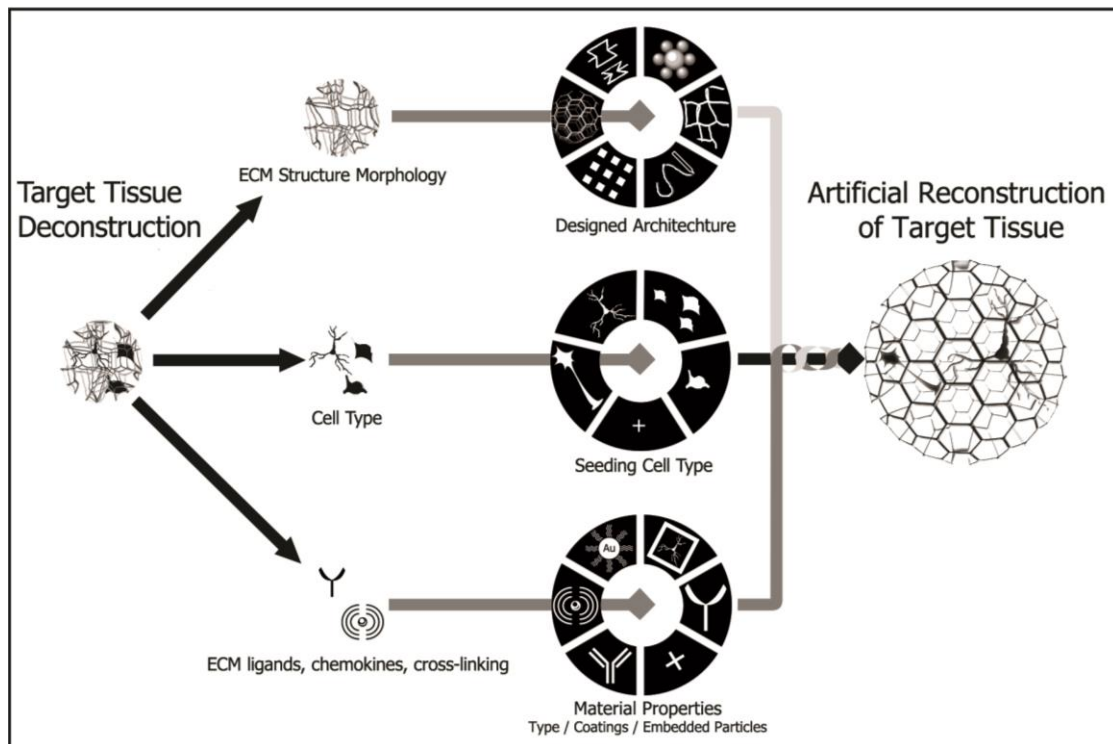 Target Tissue
Deconstruction
ECM Structure Morphology
Designed Architechture
Artificial Reconstruction
of Target Tissue
Cell Type
+
Seeding Cell Type
Au
ECM ligands, chemokines, cross-linking
Material Properties
Type / Coatings / Embedded Particles